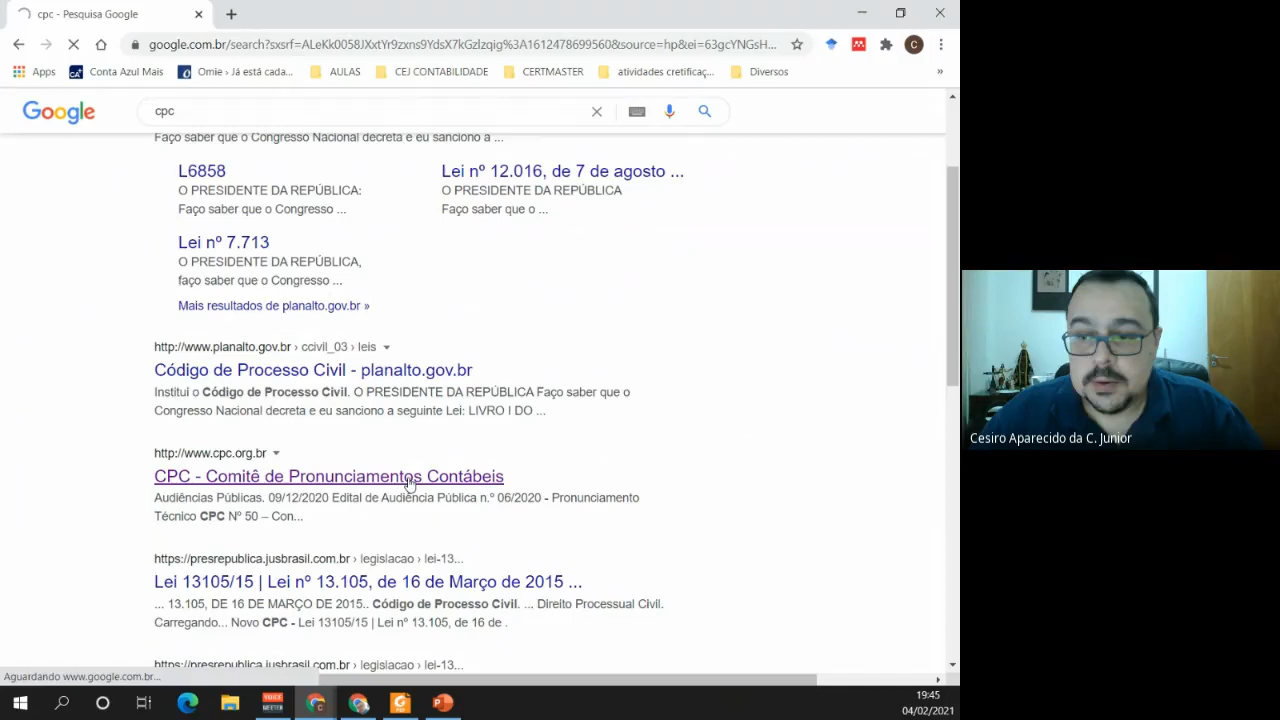 cpc - Pesquisa Google
google.com.br/search?sxsrf=ALeKk0058JXxtYr9zxns9YdsX7kGzlzqig%3A1612478699560&source=hp&ei=63gcYNGsH...
Apps
Conta Azul Mais
Omie › Já está cada...
AULAS
CEJ CONTABILIDADE
CERTMASTER
atividades cretificaç...
Diversos
»
Google
cpc
Faço saber que o Congresso Nacional decreta e eu sanciono a ...
L6858
Lei nº 12.016, de 7 de agosto ...
O PRESIDENTE DA REPÚBLICA:
O PRESIDENTE DA REPÚBLICA
Faço saber que o Congresso ...
Faço saber que o ...
Lei nº 7.713
O PRESIDENTE DA REPÚBLICA,
faço saber que o Congresso ...
Mais resultados de planalto.gov.br »
http://www.planalto.gov.br › ccivil_03 › leis
Código de Processo Civil - planalto.gov.br
Institui o Código de Processo Civil. O PRESIDENTE DA REPÚBLICA Faço saber que o
Congresso Nacional decreta e eu sanciono a seguinte Lei: LIVRO I DO ...
http://www.cpc.org.br
CPC - Comitê de Pronunciamentos Contábeis
Audiências Públicas. 09/12/2020 Edital de Audiência Pública n.º 06/2020 - Pronunciamento
Técnico CPC Nº 50 – Con...
https://presrepublica.jusbrasil.com.br › legislacao › lei-13...
Lei 13105/15 | Lei nº 13.105, de 16 de Março de 2015 ...
... 13.105, DE 16 DE MARÇO DE 2015.. Código de Processo Civil. ... Direito Processual Civil.
Carregando... Novo CPC - Lei 13105/15 | Lei nº 13.105, de 16 de .
https://presrepublica.jusbrasil.com.br › legislacao › lei-13...
Aguardando www.google.com.br...
19:45
04/02/2021
Cesiro Aparecido da C. Junior